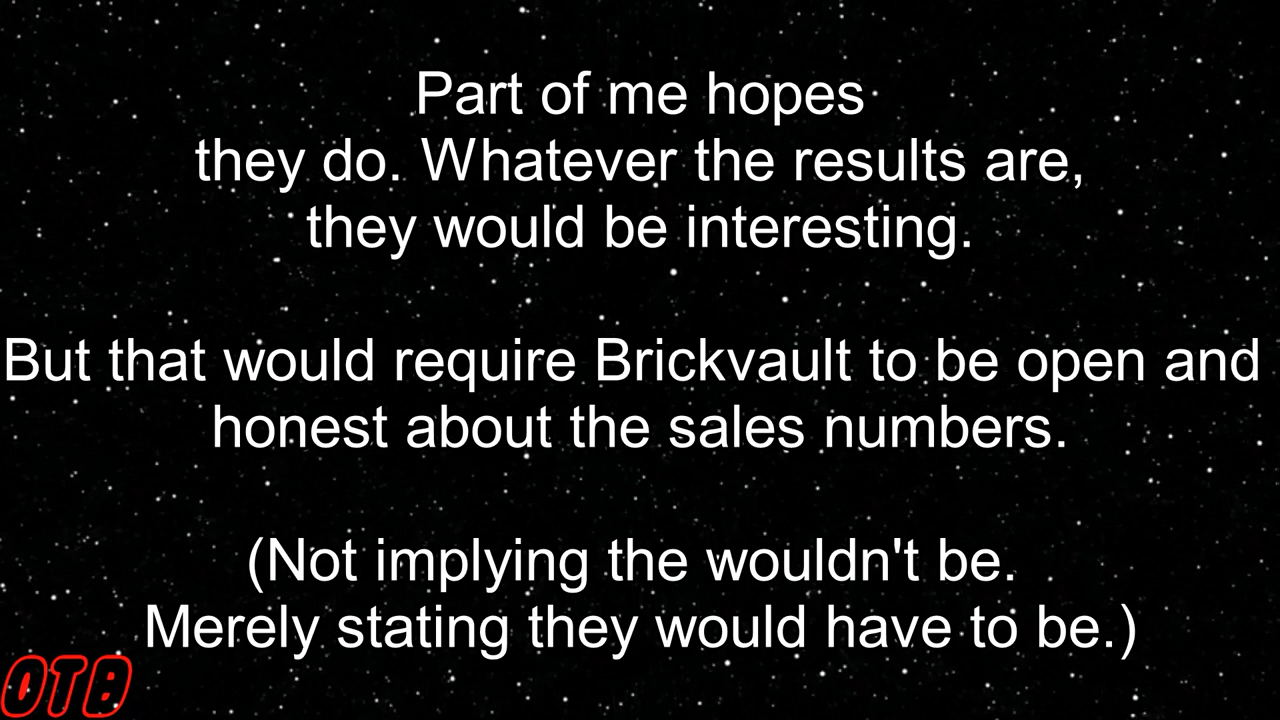 Part of me hopes
they do. Whatever the results are,
they would be interesting.
But that would require Brickvault to be open and
honest about the sales numbers.
(Not implying the wouldn't be.
Merely stating they would have to be.)
OTB